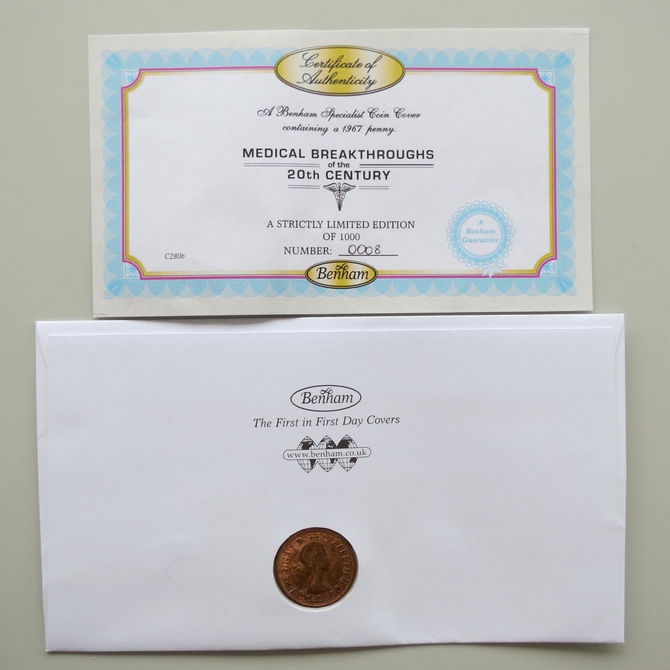 Certificate of
Authenticity
A Benham Specialist Coin Cover
containing a 1967 penny.
MEDICAL BREAKTHROUGHS
of the
20th CENTURY
A STRICTLY LIMITED EDITION
OF 1000
NUMBER: 0008
A
Benham
Guarantee
C280b
Benham
Benham
The First in First Day Covers
www.benham.co.uk